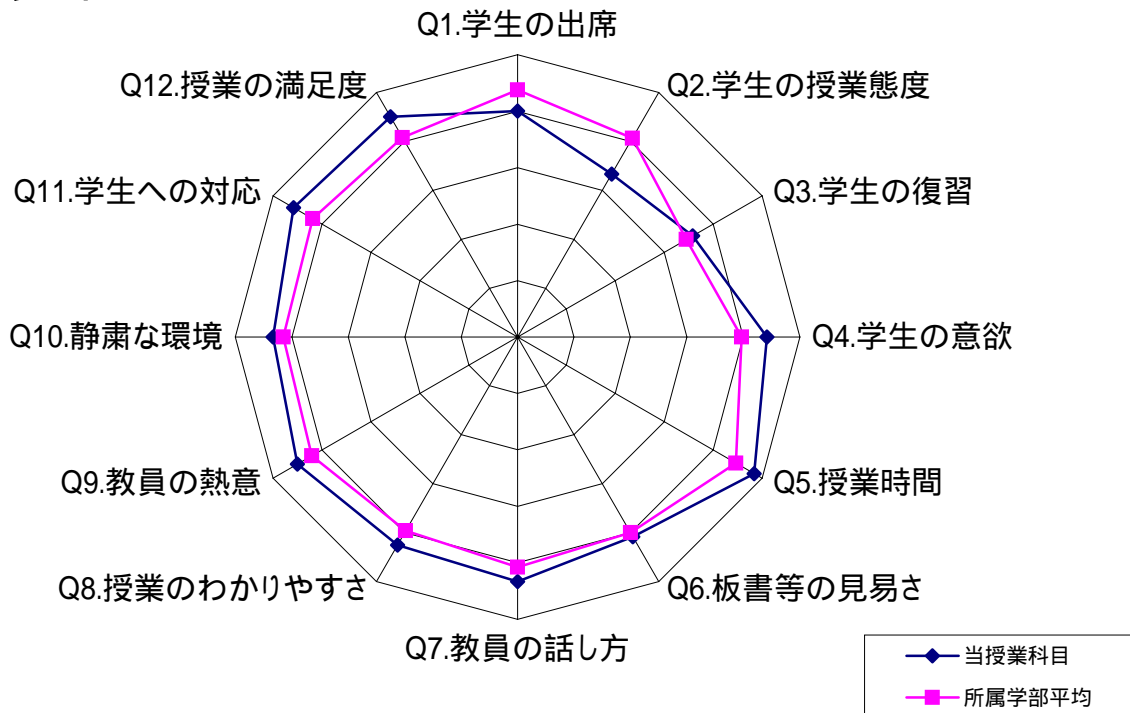 Q1.学生の出席
Q2.学生の授業態度
Q3.学生の復習
Q4.学生の意欲
Q5.授業時間
Q6.板書等の見易さ
Q7.教員の話し方
Q8.授業のわかりやすさ
Q9.教員の熱意
Q10.静粛な環境
Q11.学生への対応
Q12.授業の満足度
当授業科目
所属学部平均